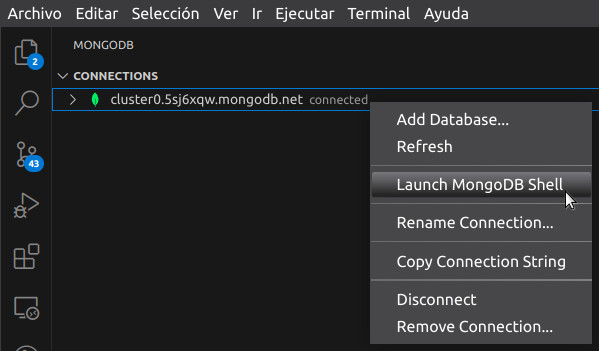 Archivo Editar Selección Ver Ir Ejecutar Terminal Ayuda
2
MONGODB
CONNECTIONS
cluster0.5sj6xqw.mongodb.net connected
43
Add Database...
Refresh
Launch MongoDB Shell
Rename Connection...
Copy Connection String
Disconnect
Remove Connection...